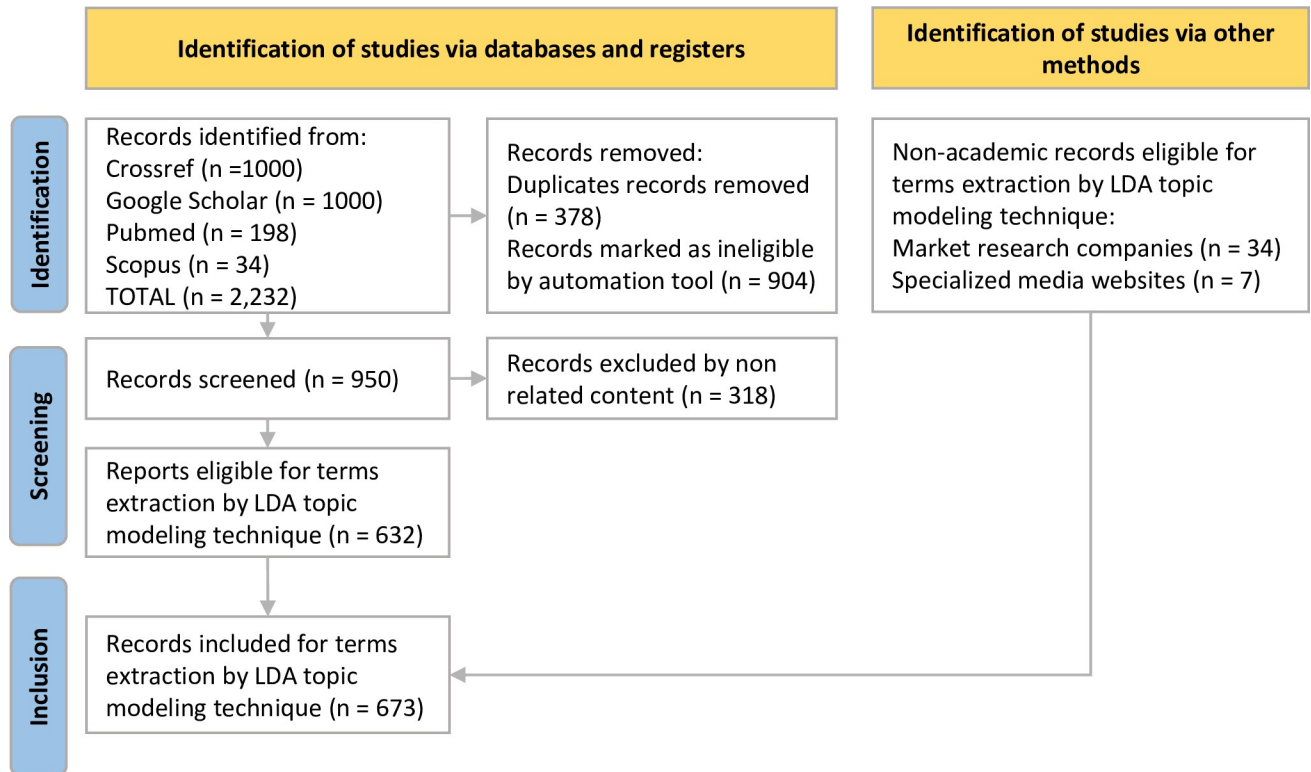 Identification of studies via databases and registers
Identification of studies via other
methods
Identification
Records identified from:
Crossref (n =1000)
Google Scholar (n = 1000)
Pubmed (n = 198)
Scopus (n = 34)
TOTAL (n = 2,232)
Records removed:
Duplicates records removed
(n = 378)
Records marked as ineligible
by automation tool (n = 904)
Non-academic records eligible for
terms extraction by LDA topic
modeling technique:
Market research companies (n = 34)
Specialized media websites (n = 7)
Screening
Records screened (n = 950)
Records excluded by non
related content (n = 318)
Reports eligible for terms
extraction by LDA topic
modeling technique (n = 632)
Inclusion
Records included for terms
extraction by LDA topic
modeling technique (n = 673)